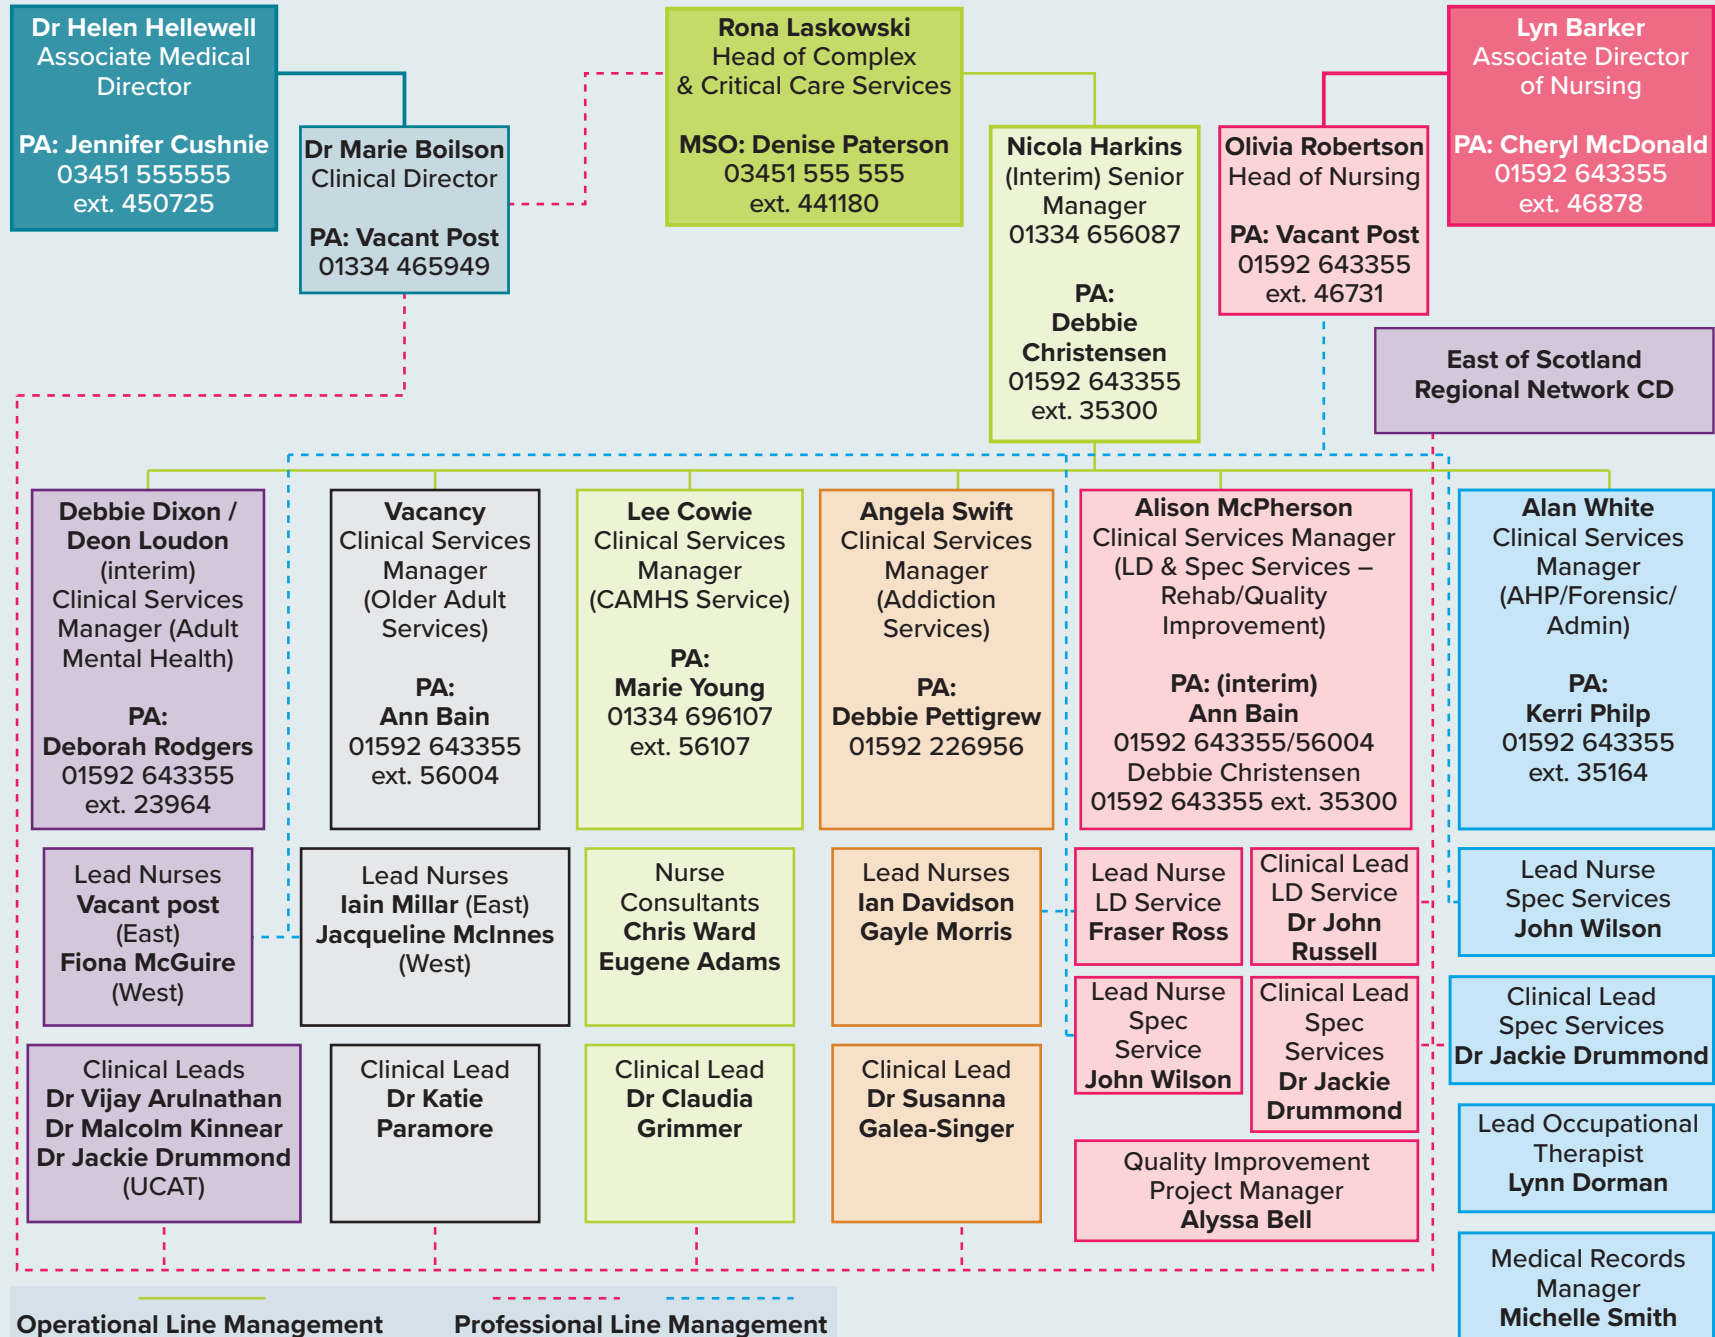 Dr Helen Hellewell
Associate Medical
Director
PA: Jennifer Cushnie
03451 555555
ext. 450725
Dr Marie Boilson
Clinical Director
PA: Vacant Post
01334 465949
Rona Laskowski
Head of Complex
& Critical Care Services
MSO: Denise Paterson
03451 555 555
ext. 441180
Nicola Harkins
(Interim) Senior
Manager
01334 656087
PA:
Debbie
Christensen
01592 643355
ext. 35300
Olivia Robertson
Head of Nursing
PA: Vacant Post
01592 643355
ext. 46731
Lyn Barker
Associate Director
of Nursing
PA: Cheryl McDonald
01592 643355
ext. 46878
East of Scotland
Regional Network CD
Debbie Dixon /
Deon Loudon
(interim)
Clinical Services
Manager (Adult
Mental Health)
PA:
Deborah Rodgers
01592 643355
ext. 23964
Vacancy
Clinical Services
Manager
(Older Adult
Services)
PA:
Ann Bain
01592 643355
ext. 56004
Lee Cowie
Clinical Services
Manager
(CAMHS Service)
PA:
Marie Young
01334 696107
ext. 56107
Angela Swift
Clinical Services
Manager
(Addiction
Services)
PA:
Debbie Pettigrew
01592 226956
Alison McPherson
Clinical Services Manager
(LD & Spec Services –
Rehab/Quality
Improvement)
PA: (interim)
Ann Bain
01592 643355/56004
Debbie Christensen
01592 643355 ext. 35300
Alan White
Clinical Services
Manager
(AHP/Forensic/
Admin)
PA:
Kerri Philp
01592 643355
ext. 35164
Lead Nurses
Vacant post
(East)
Fiona McGuire
(West)
Lead Nurses
Iain Millar (East)
Jacqueline McInnes
(West)
Nurse
Consultants
Chris Ward
Eugene Adams
Lead Nurses
Ian Davidson
Gayle Morris
Lead Nurse
LD Service
Fraser Ross
Clinical Lead
LD Service
Dr John
Russell
Lead Nurse
Spec Services
John Wilson
Lead Nurse
Spec
Service
John Wilson
Clinical Lead
Spec
Services
Dr Jackie
Drummond
Clinical Lead
Spec Services
Dr Jackie Drummond
Clinical Leads
Dr Vijay Arulnathan
Dr Malcolm Kinnear
Dr Jackie Drummond
(UCAT)
Clinical Lead
Dr Katie
Paramore
Clinical Lead
Dr Claudia
Grimmer
Clinical Lead
Dr Susanna
Galea-Singer
Quality Improvement
Project Manager
Alyssa Bell
Lead Occupational
Therapist
Lynn Dorman
Medical Records
Manager
Michelle Smith
Operational Line Management
Professional Line Management